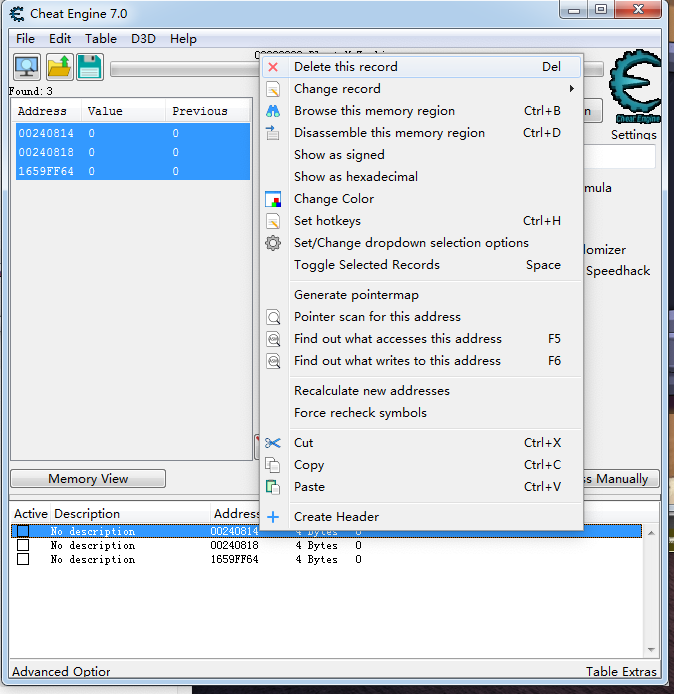 Cheat Engine 7.0
File Edit Table D3D Help
Found: 3
Address Value Previous
00240814 0 0
00240818 0 0
1659FF64 0 0
Delete this record Del
Change record
Browse this memory region Ctrl+B
Disassemble this memory region Ctrl+D
Show as signed
Show as hexadecimal
Change Color
Set hotkeys Ctrl+H
Set/Change dropdown selection options
Toggle Selected Records Space
Generate pointermap
Pointer scan for this address
Find out what accesses this address F5
Find out what writes to this address F6
Recalculate new addresses
Force recheck symbols
Cut Ctrl+X
Copy Ctrl+C
Paste Ctrl+V
Create Header
Cheat Engine
Settings
mula
lomizer
Speedhack
Memory View
s Manually
Active Description Address
No description 00240814 4 Bytes 0
No description 00240818 4 Bytes 0
No description 1659FF64 4 Bytes 0
Advanced Optior
Table Extras